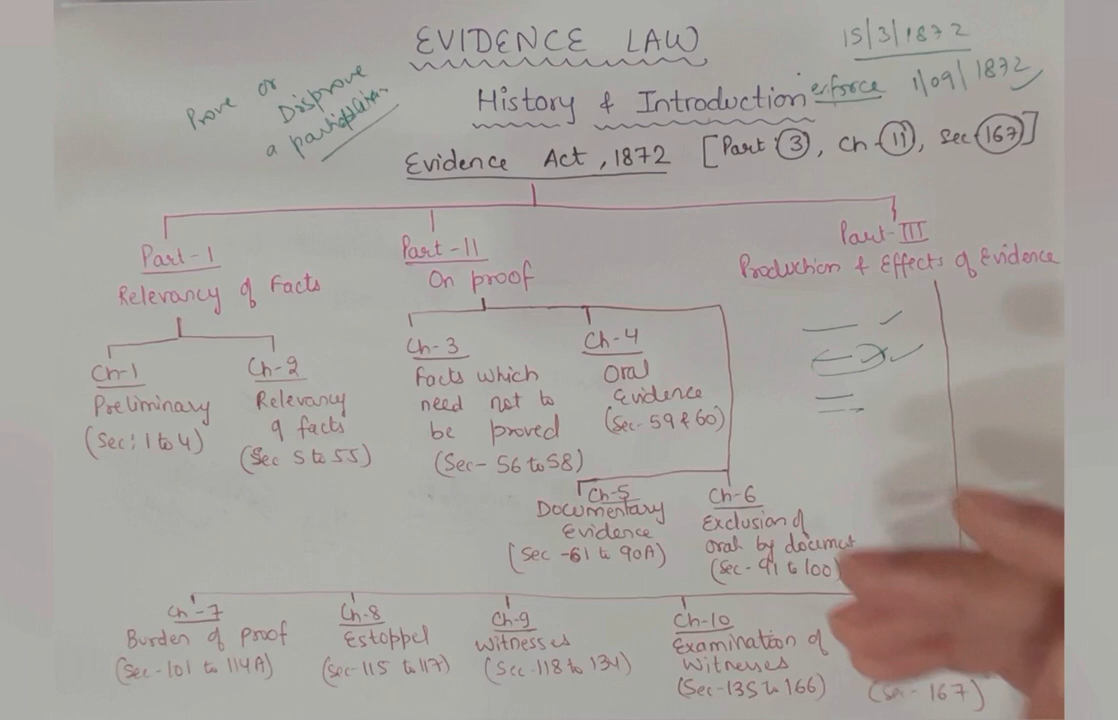 EVIDENCE LAW
15/3/1872
Prove or
Disprove
a
History & Introduction
enforce 1/09/1872
Evidence Act, 1872 [Part 3, Ch-11, Sec 167]
Part-1
Relevancy of Facts
Part-11
On proof
Part-III
Production & Effects of Evidence
Ch-1
Preliminary
(Sec: 1 to 4)
Ch-2
Relevancy
of facts
(Sec 5 to 55)
Ch-3
Facts which
need not to
be proved
(Sec- 56 to 58)
Ch-4
Oral
Evidence
(Sec- 59 & 60)
Ch-5
Documentary
Evidence
(Sec -61 to 90A)
Ch-6
Exclusion of
oral by
(Sec- 91 to 100)
Ch-7
Burden of proof
(Sec-101 to 114A)
Ch-8
Estoppel
(Sec-115 to 117)
Ch-9
Witnesses
(Sec-118 to 134)
Ch-10
Examination of
Witnesses
(Sec-135 to 166)
(Sec- 167)